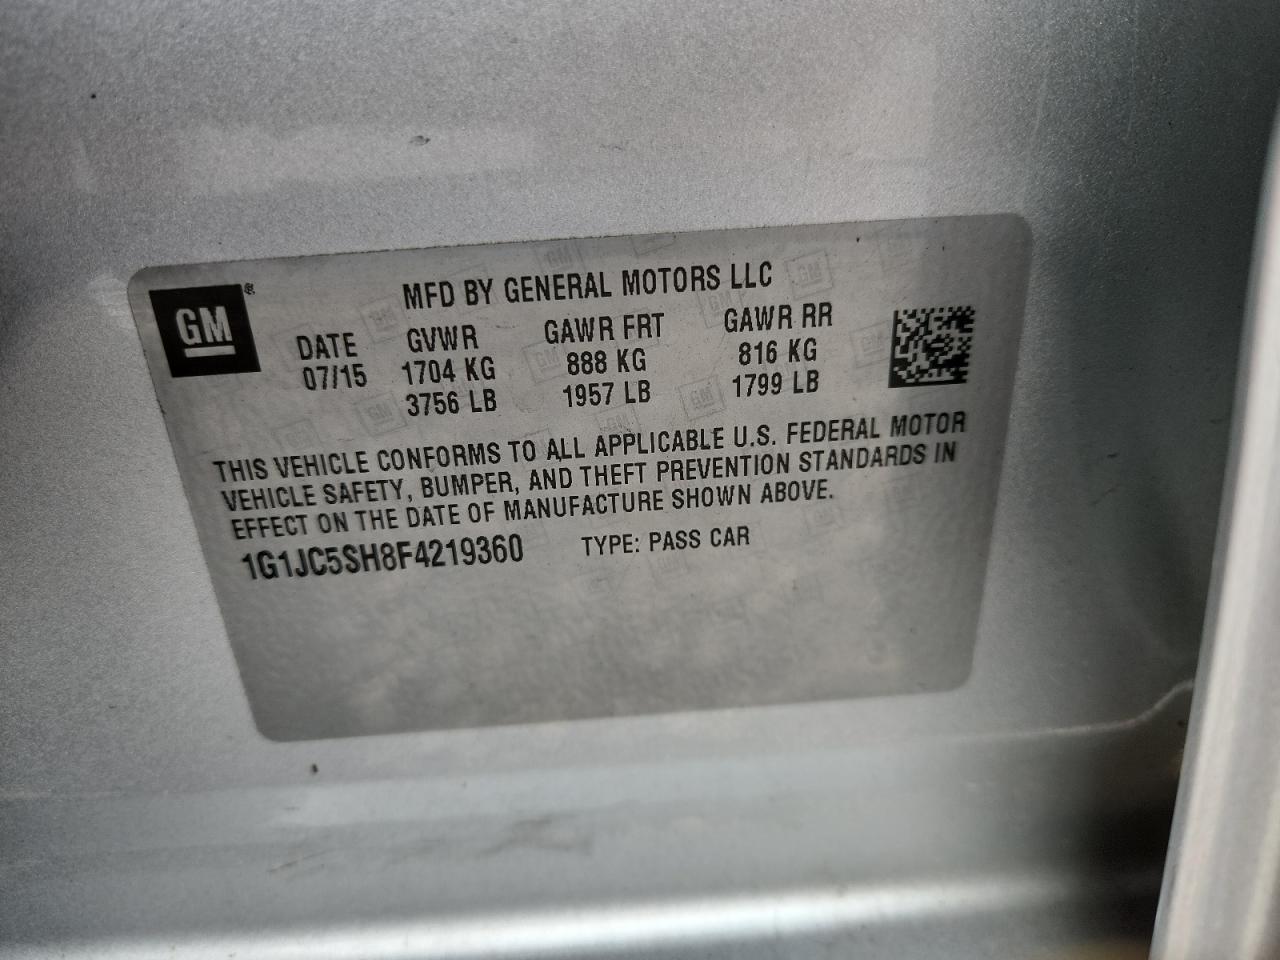 GM®
MFD BY GENERAL MOTORS LLC
DATE GVWR GAWR FRT GAWR RR
07/15 1704 KG 888 KG 816 KG
3756 LB 1957 LB 1799 LB
THIS VEHICLE CONFORMS TO ALL APPLICABLE U.S. FEDERAL MOTOR
VEHICLE SAFETY, BUMPER, AND THEFT PREVENTION STANDARDS IN
EFFECT ON THE DATE OF MANUFACTURE SHOWN ABOVE.
1G1JC5SH8F4219360 TYPE: PASS CAR